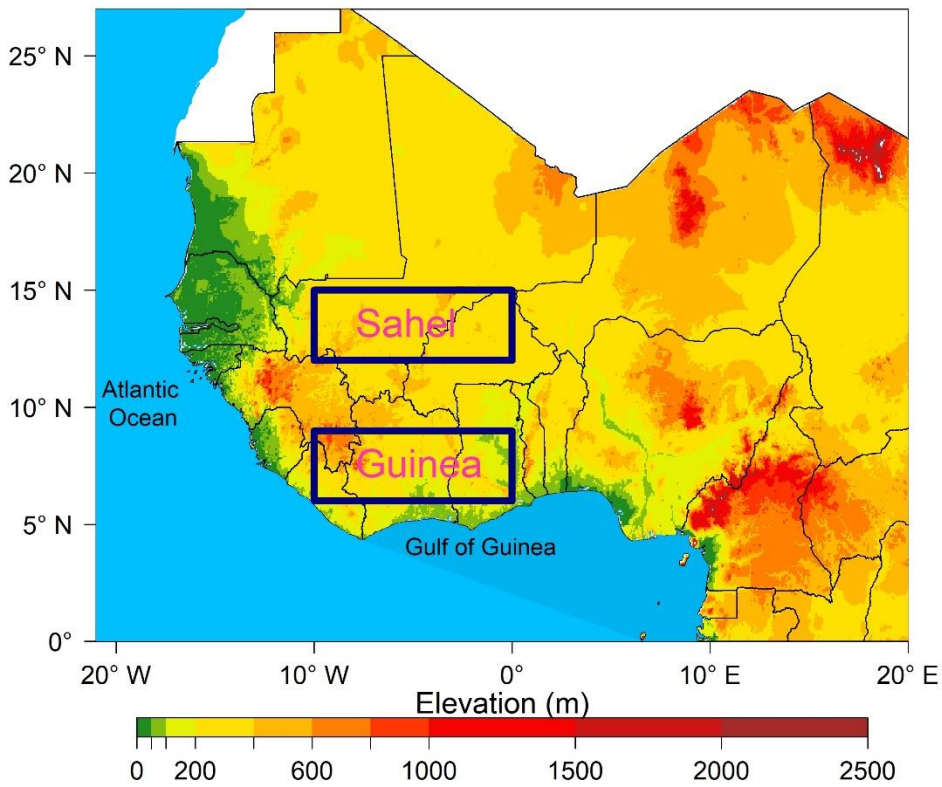 25° N
20° N
15° N
10° N
5° N
0°
Sahel
Guinea
Atlantic
Ocean
Gulf of Guinea
20° W 10° W 0° 10° E 20° E
Elevation (m)
0 200 600 1000 1500 2000 2500